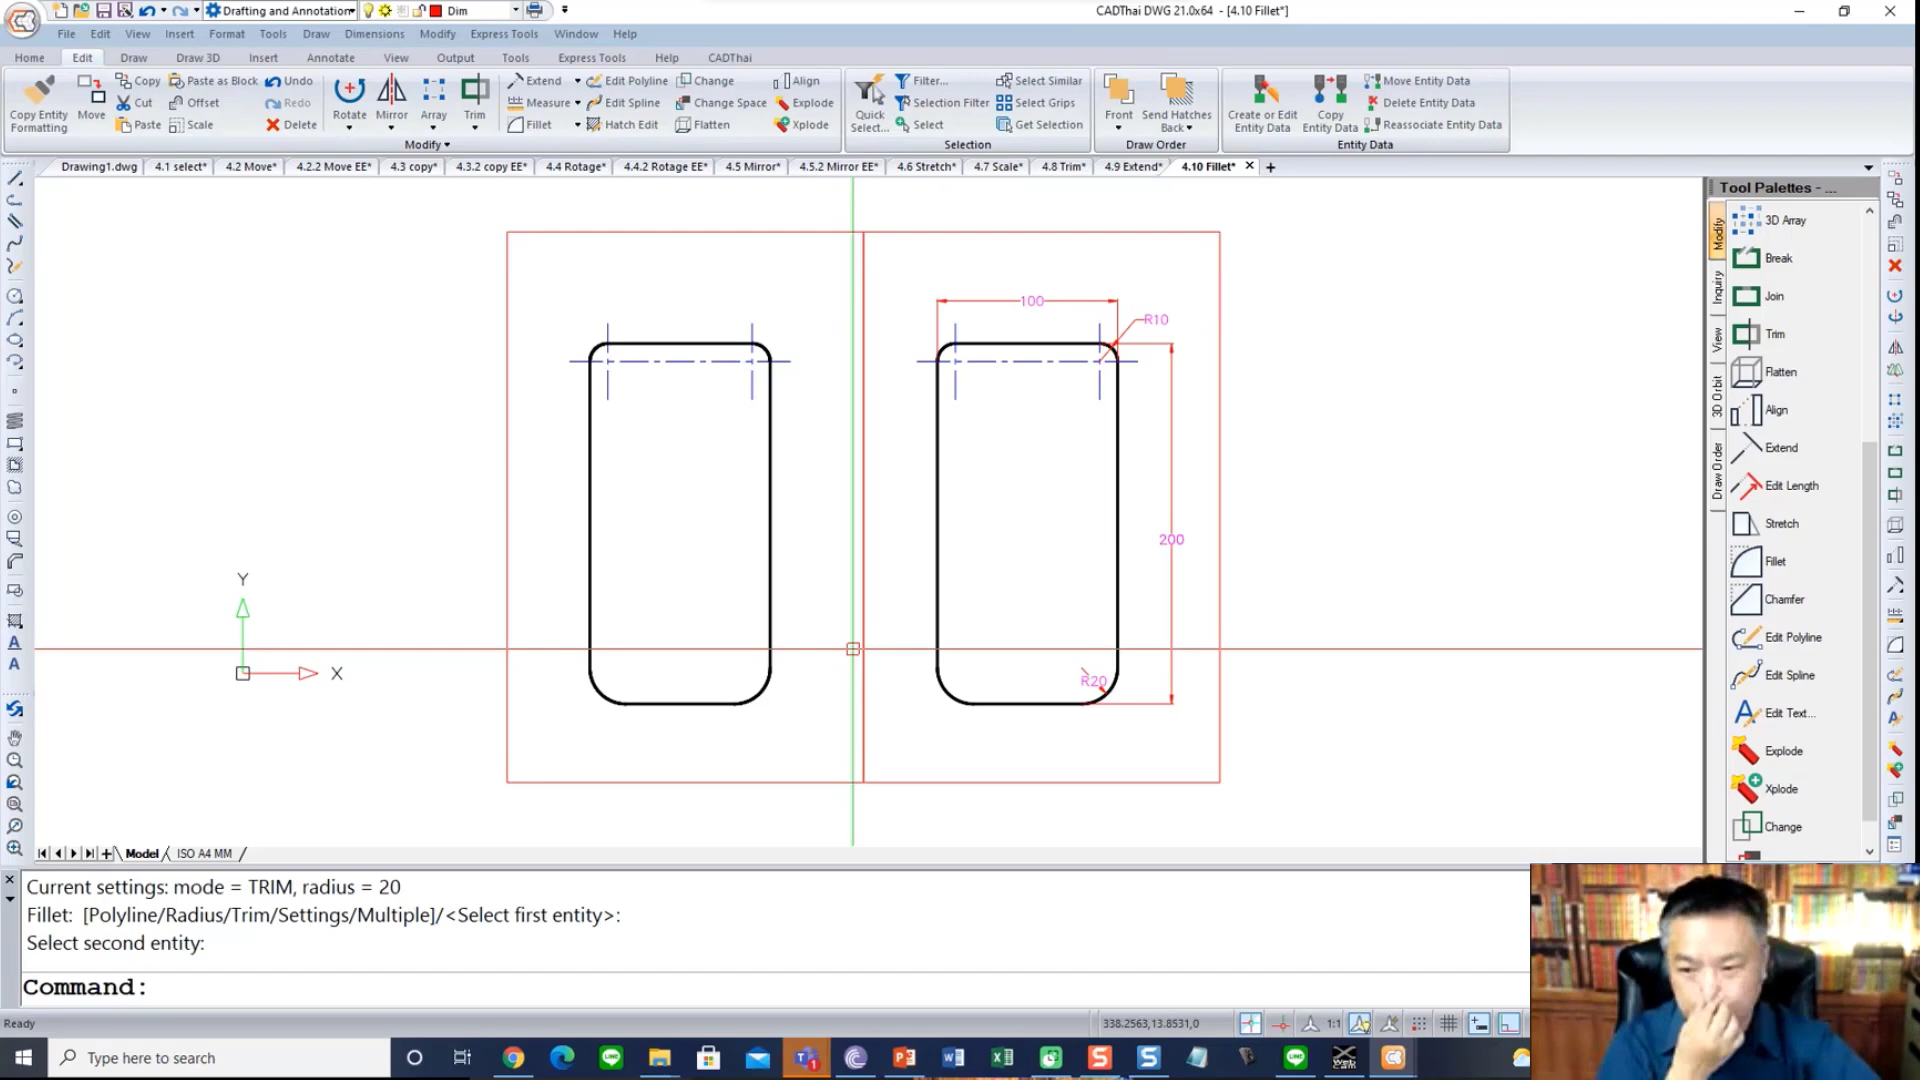 Drafting and Annotation
Dim
CADThai DWG 21.0x64 - [4.10 Fillet*]
File Edit View Insert Format Tools Draw Dimensions Modify Express Tools Window Help
Home Edit Draw Draw 3D Insert Annotate View Output Tools Express Tools Help CADThai
Copy Entity Formatting
Move
Copy
Cut
Paste
Paste as Block
Offset
Scale
Undo
Redo
Delete
Rotate
Mirror
Array
Trim
Extend
Measure
Fillet
Edit Polyline
Edit Spline
Hatch Edit
Change
Change Space
Flatten
Align
Explode
Xplode
Modify
Quick Select...
Filter...
Selection Filter
Select
Select Similar
Select Grips
Get Selection
Selection
Front
Send Hatches Back
Draw Order
Create or Edit Entity Data
Copy Entity Data
Move Entity Data
Delete Entity Data
Reassociate Entity Data
Entity Data
Drawing1.dwg 4.1 select* 4.2 Move* 4.2.2 Move EE* 4.3 copy* 4.3.2 copy EE* 4.4 Rotage* 4.4.2 Rotage EE* 4.5 Mirror* 4.5.2 Mirror EE* 4.6 Stretch* 4.7 Scale* 4.8 Trim* 4.9 Extend* 4.10 Fillet*
100
R10
200
R20
Y
X
Tool Palettes - ...
Modify
Inquiry
View
3D Orbit
Draw Order
3D Array
Break
Join
Trim
Flatten
Align
Extend
Edit Length
Stretch
Fillet
Chamfer
Edit Polyline
Edit Spline
Edit Text...
Explode
Xplode
Change
Model ISO A4 MM
Current settings: mode = TRIM, radius = 20
Fillet: [Polyline/Radius/Trim/Settings/Multiple]/<Select first entity>:
Select second entity:
Command:
Ready
338.2563,13.8531,0
1:1
Type here to search